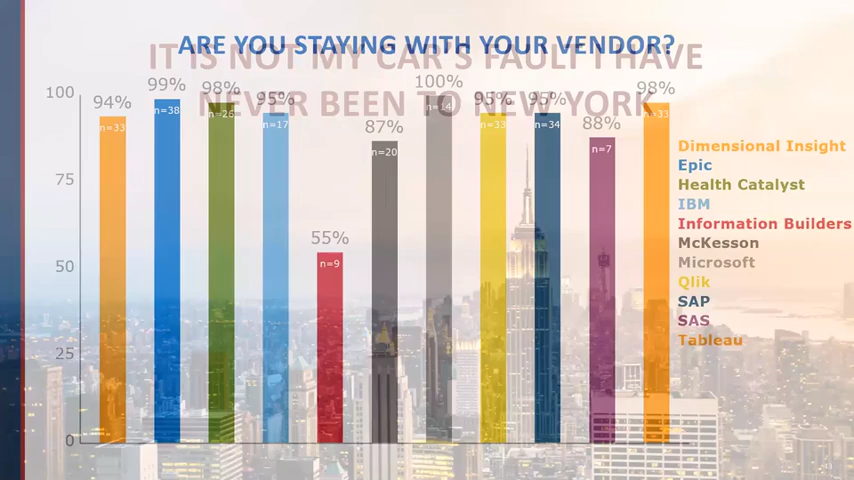 ARE YOU STAYING WITH YOUR VENDOR?
IT IS NOT MY CAR'S FAULT I HAVE
NEVER BEEN TO NEW YORK
100
75
50
25
0
94%
99%
98%
95%
55%
87%
100%
95%
95%
88%
98%
n=33
n=38
n=26
n=17
n=9
n=20
n=14
n=33
n=34
n=7
n=33
Dimensional Insight
Epic
Health Catalyst
IBM
Information Builders
McKesson
Microsoft
Qlik
SAP
SAS
Tableau